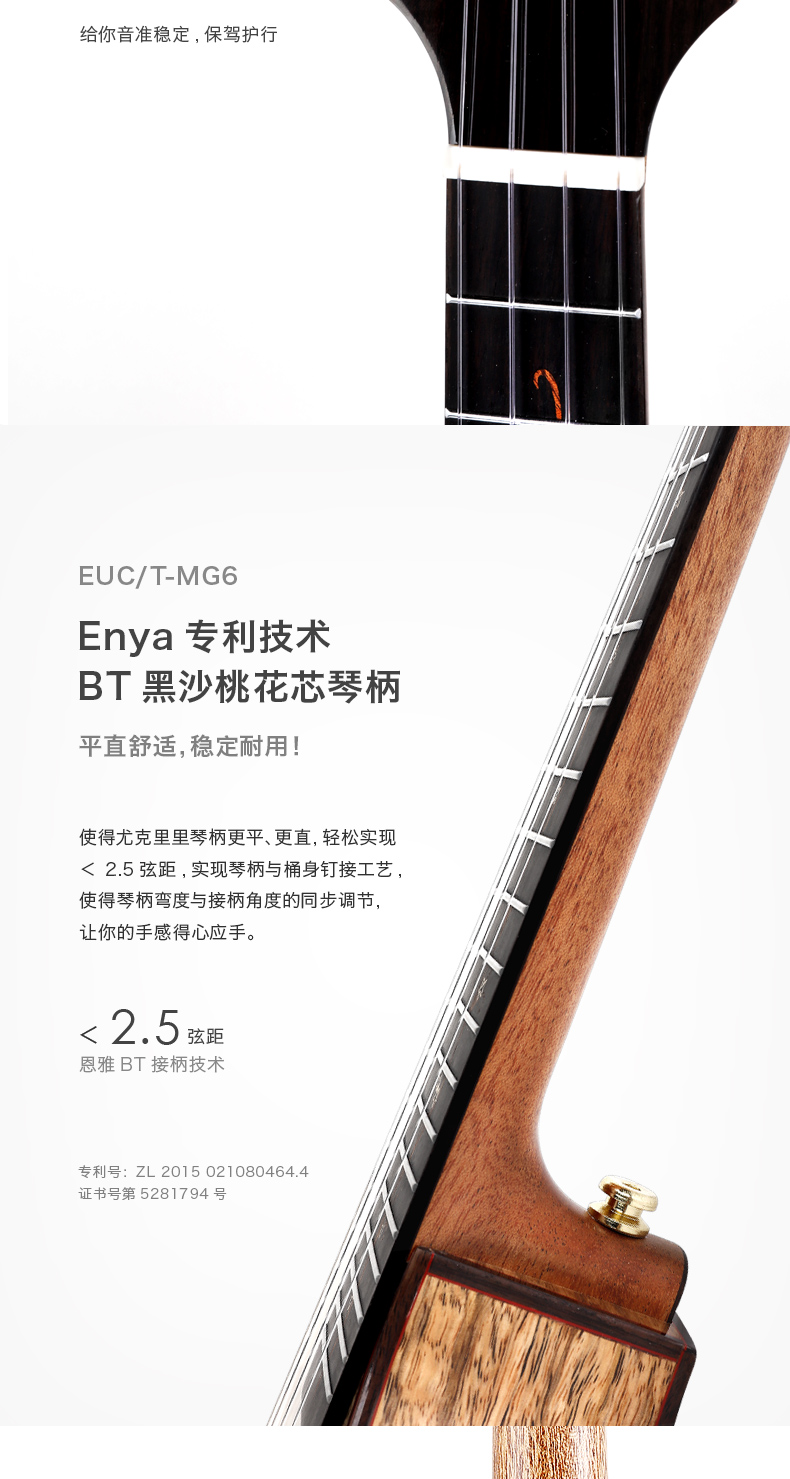 给你音准稳定 , 保驾护行
EUC/T-MG6
Enya 专利技术
BT 黑沙桃花芯琴柄
平直舒适, 稳定耐用!
使得尤克里里琴柄更平、更直, 轻松实现
< 2.5 弦距 , 实现琴柄与桶身钉接工艺 ,
使得琴柄弯度与接柄角度的同步调节,
让你的手感得心应手。
< 2.5 弦距
恩雅 BT 接柄技术
专利号: ZL 2015 021080464.4
证书号第 5281794 号